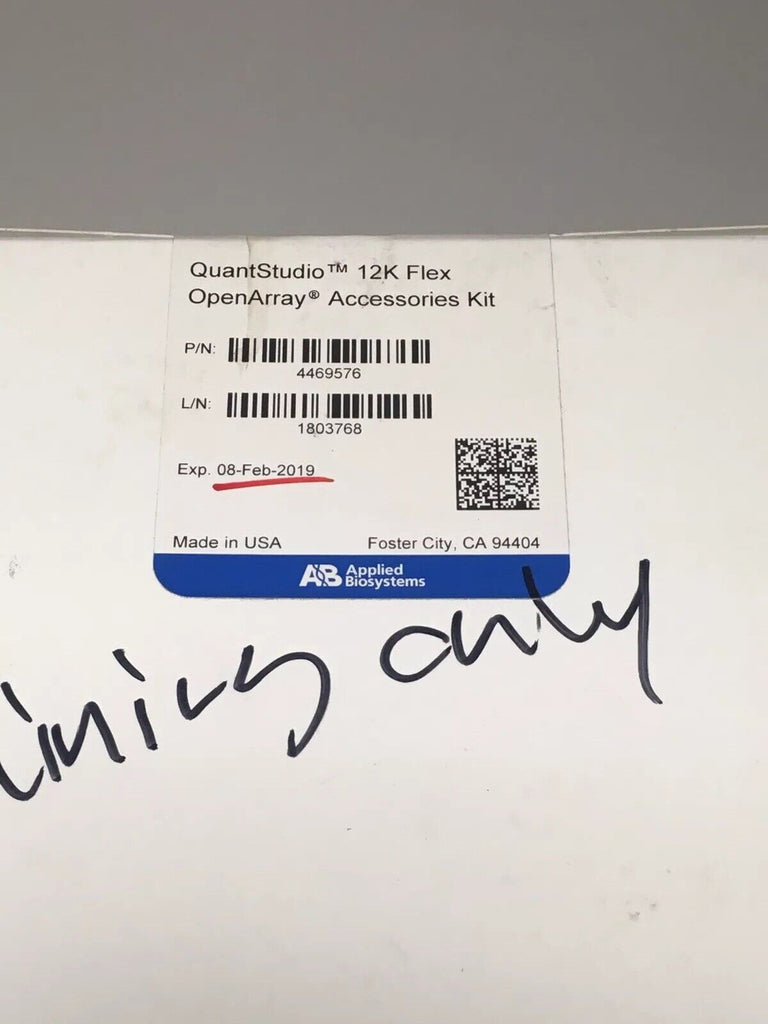 QuantStudio™ 12K Flex
OpenArray® Accessories Kit
P/N:
4469576
L/N:
1803768
Exp. 08-Feb-2019
Made in USA Foster City, CA 94404
AB Applied
Biosystems
only